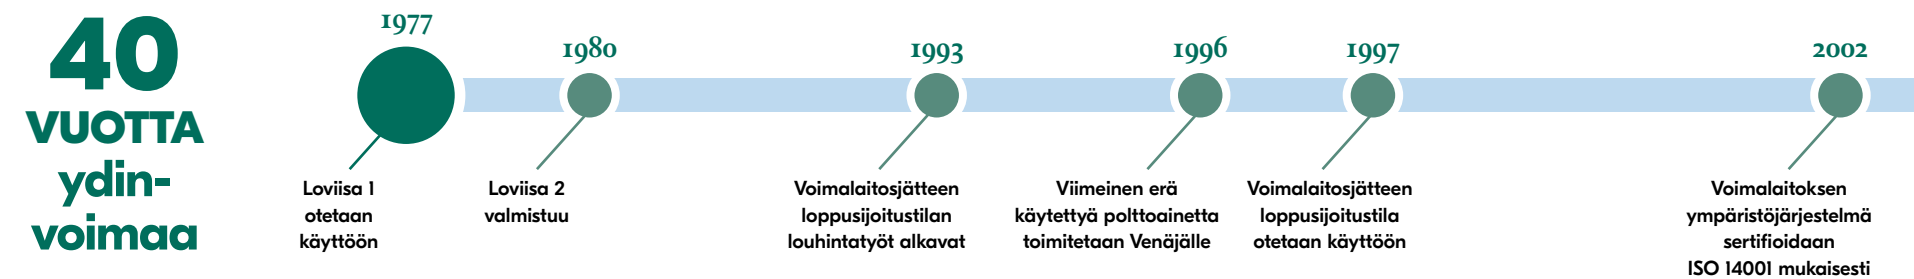 40
VUOTTA
ydin-
voimaa
1977
Loviisa 1
otetaan
käyttöön
1980
Loviisa 2
valmistuu
1993
Voimalaitosjätteen
loppusijoitustilan
louhintatyöt alkavat
1996
Viimeinen erä
käytettyä polttoainetta
toimitetaan Venäjälle
1997
Voimalaitosjätteen
loppusijoitustila
otetaan käyttöön
2002
Voimalaitoksen
ympäristöjärjestelmä
sertifioidaan
ISO 14001 mukaisesti